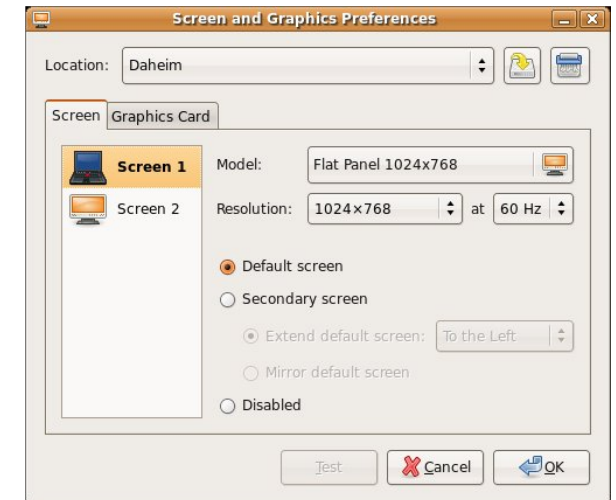 Screen and Graphics Preferences
Location: Daheim
Screen Graphics Card
Screen 1
Screen 2
Model: Flat Panel 1024x768
Resolution: 1024×768 at 60 Hz
Default screen
Secondary screen
Extend default screen: To the Left
Mirror default screen
Disabled
Test Cancel OK